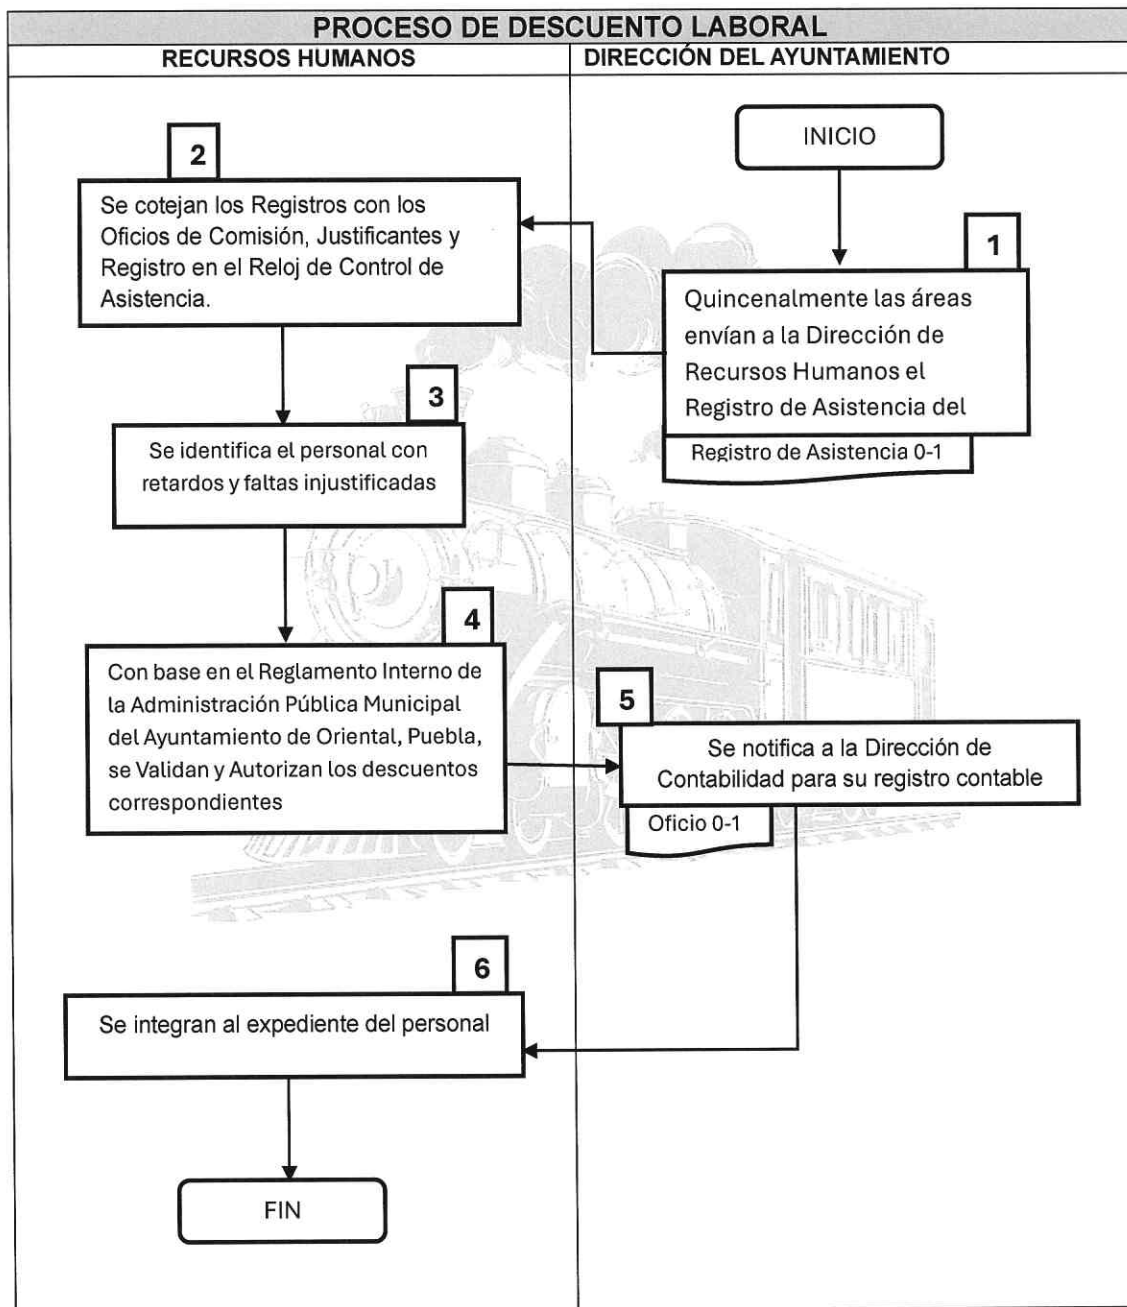 PROCESO DE DESCUENTO LABORAL
RECURSOS HUMANOS
DIRECCIÓN DEL AYUNTAMIENTO
INICIO
1
Quincenalmente las áreas
envían a la Dirección de
Recursos Humanos el
Registro de Asistencia del
Registro de Asistencia 0-1
2
Se cotejan los Registros con los
Oficios de Comisión, Justificantes y
Registro en el Reloj de Control de
Asistencia.
3
Se identifica el personal con
retardos y faltas injustificadas
4
Con base en el Reglamento Interno de
la Administración Pública Municipal
del Ayuntamiento de Oriental, Puebla,
se Validan y Autorizan los descuentos
correspondientes
5
Se notifica a la Dirección de
Contabilidad para su registro contable
Oficio 0-1
6
Se integran al expediente del personal
FIN